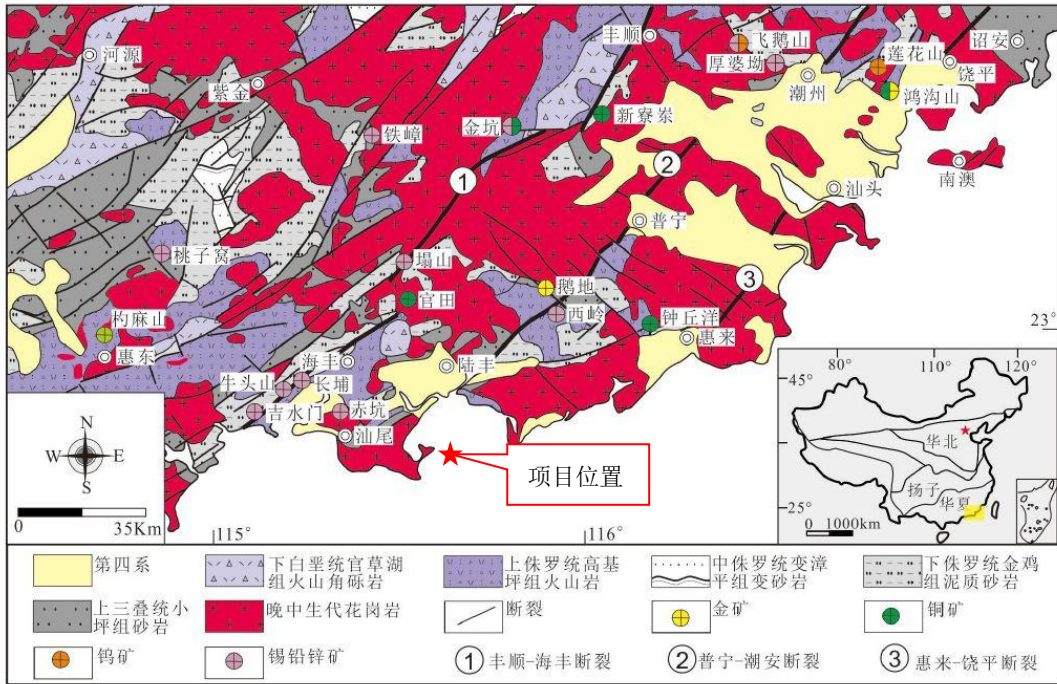 河源
紫金
丰顺
飞鹅山
厚婆坳
莲花山
诏安
饶平
潮州
鸿沟山
铁嶂
金坑
新寮岽
①
②
汕头
南澳
普宁
桃子窝
塌山
③
鹅地
官田
西岭
钟丘洋
23°
杓麻山
惠东
海丰
陆丰
惠来
牛头山
长埔
吉水门
赤坑
汕尾
项目位置
N
W E
S
0 35Km
115°
116°
80° 110° 120°
45°
华北
扬子
华夏
25°
0 1000km
第四系
下白垩统官草湖
组火山角砾岩
上侏罗统高基
坪组火山岩
中侏罗统变漳
平组变砂岩
下侏罗统金鸡
组泥质砂岩
上三叠统小
坪组砂岩
晚中生代花岗岩
断裂
金矿
铜矿
钨矿
锡铅锌矿
①丰顺-海丰断裂
②普宁-潮安断裂
③惠来-饶平断裂